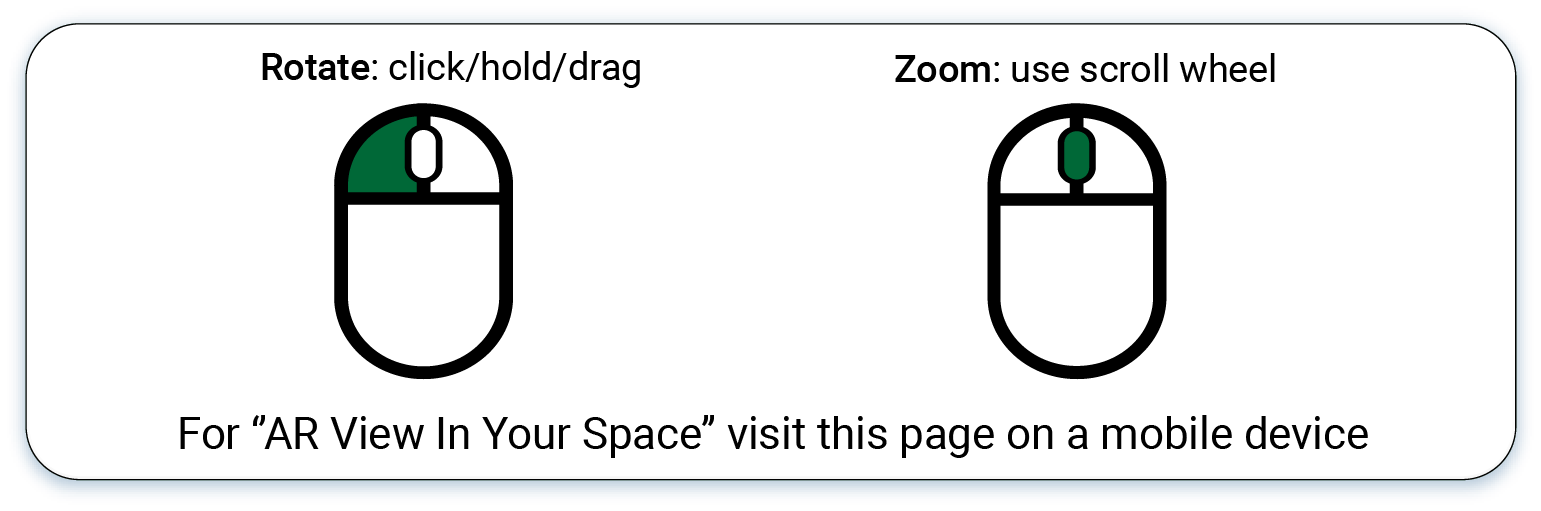 Rotate: click/hold/drag
Zoom: use scroll wheel
For “AR View In Your Space” visit this page on a mobile device